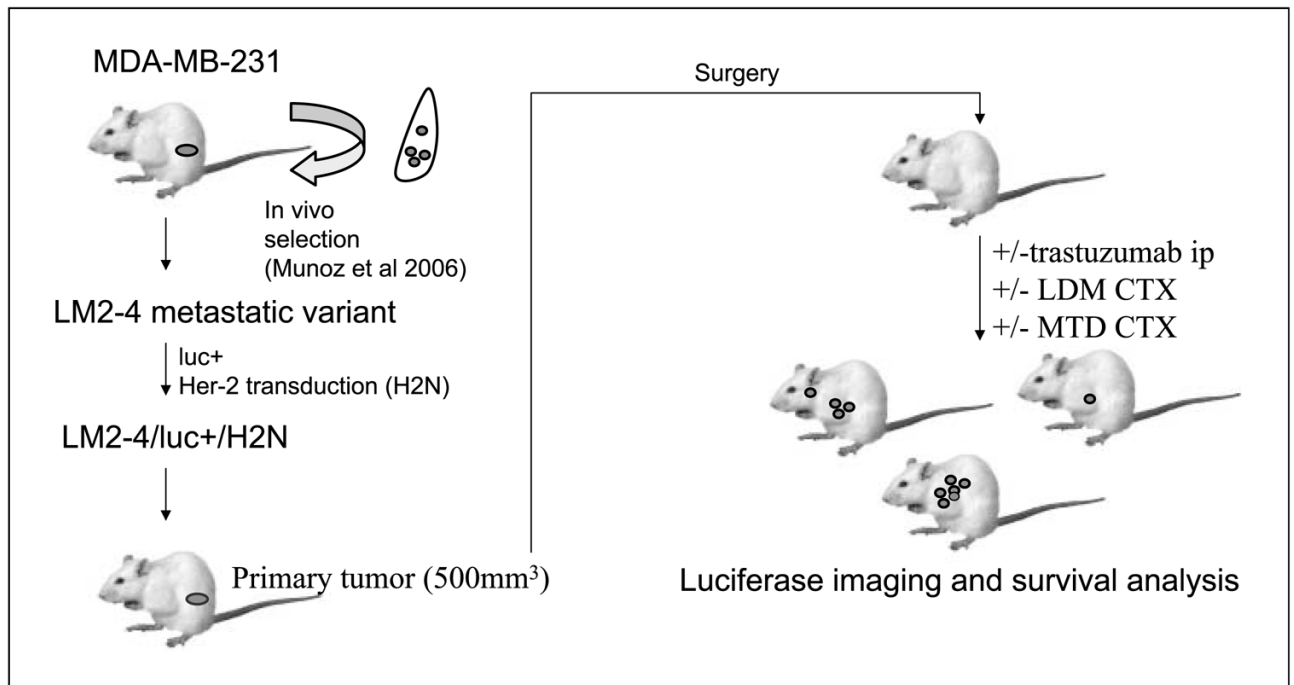 MDA-MB-231
In vivo
selection
(Munoz et al 2006)
LM2-4 metastatic variant
luc+
Her-2 transduction (H2N)
LM2-4/luc+/H2N
Primary tumor (500mm³)
Surgery
+/-trastuzumab ip
+/- LDM CTX
+/- MTD CTX
Luciferase imaging and survival analysis